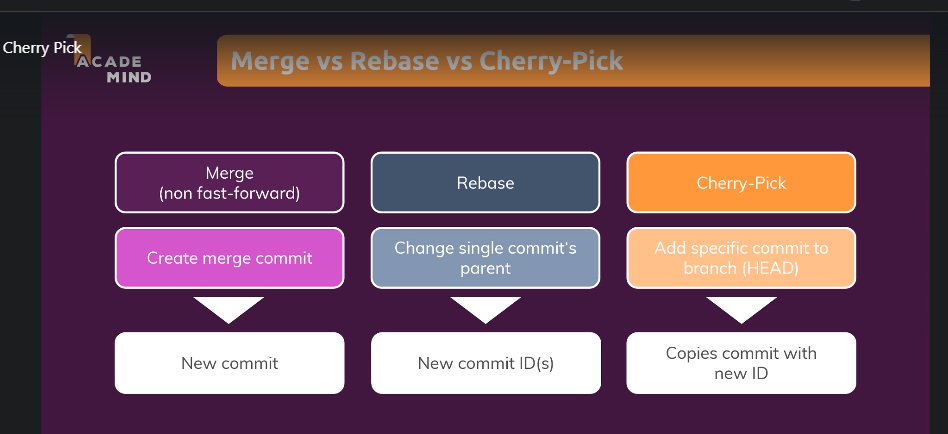 Cherry Pick
ACADE
MIND
Merge vs Rebase vs Cherry-Pick
Merge
(non fast-forward)
Rebase
Cherry-Pick
Create merge commit
Change single commit's
parent
Add specific commit to
branch (HEAD)
New commit
New commit ID(s)
Copies commit with
new ID